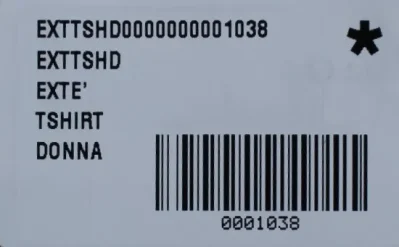 EXTTSHD0000000001038
EXTTSHD
EXTE'
TSHIRT
DONNA
0001038